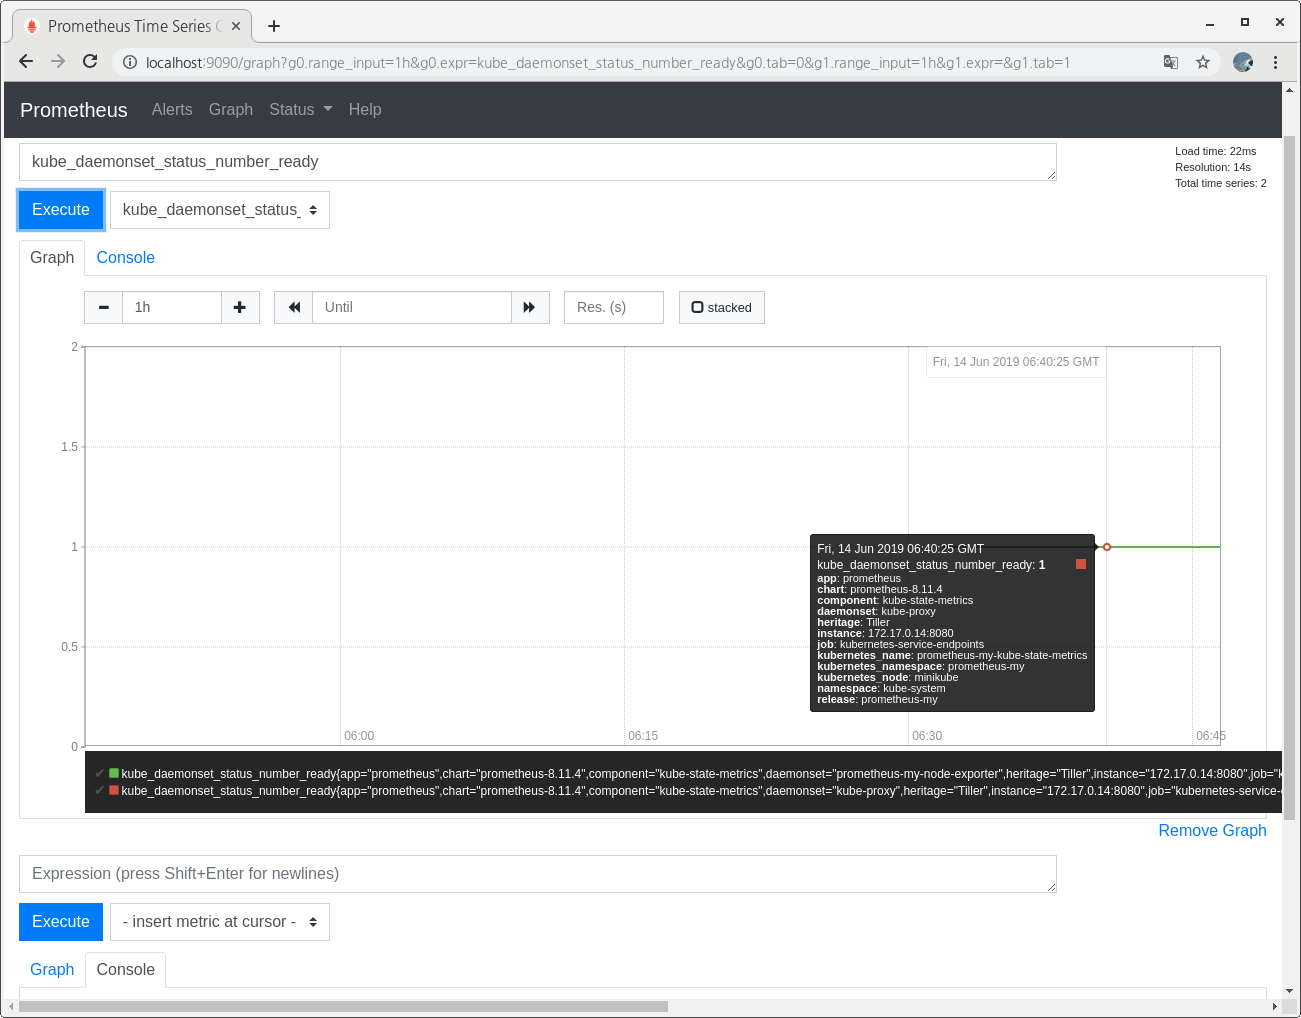 Prometheus Time Series C
localhost:9090/graph?g0.range_input=1h&g0.expr=kube_daemonset_status_number_ready&g0.tab=0&g1.range_input=1h&g1.expr=&g1.tab=1
Prometheus Alerts Graph Status Help
kube_daemonset_status_number_ready
Load time: 22ms
Resolution: 14s
Total time series: 2
Execute kube_daemonset_status_
Graph Console
1h Until Res. (s) stacked
2
Fri, 14 Jun 2019 06:40:25 GMT
1.5
1
Fri, 14 Jun 2019 06:40:25 GMT
kube_daemonset_status_number_ready: 1
app: prometheus
chart: prometheus-8.11.4
component: kube-state-metrics
daemonset: kube-proxy
heritage: Tiller
instance: 172.17.0.14:8080
job: kubernetes-service-endpoints
kubernetes_name: prometheus-my-kube-state-metrics
kubernetes_namespace: prometheus-my
kubernetes_node: minikube
namespace: kube-system
release: prometheus-my
0.5
0
06:00 06:15 06:30 06:45
kube_daemonset_status_number_ready{app="prometheus",chart="prometheus-8.11.4",component="kube-state-metrics",daemonset="prometheus-my-node-exporter",heritage="Tiller",instance="172.17.0.14:8080",job="k
kube_daemonset_status_number_ready{app="prometheus",chart="prometheus-8.11.4",component="kube-state-metrics",daemonset="kube-proxy",heritage="Tiller",instance="172.17.0.14:8080",job="kubernetes-service-
Remove Graph
Expression (press Shift+Enter for newlines)
Execute - insert metric at cursor -
Graph Console